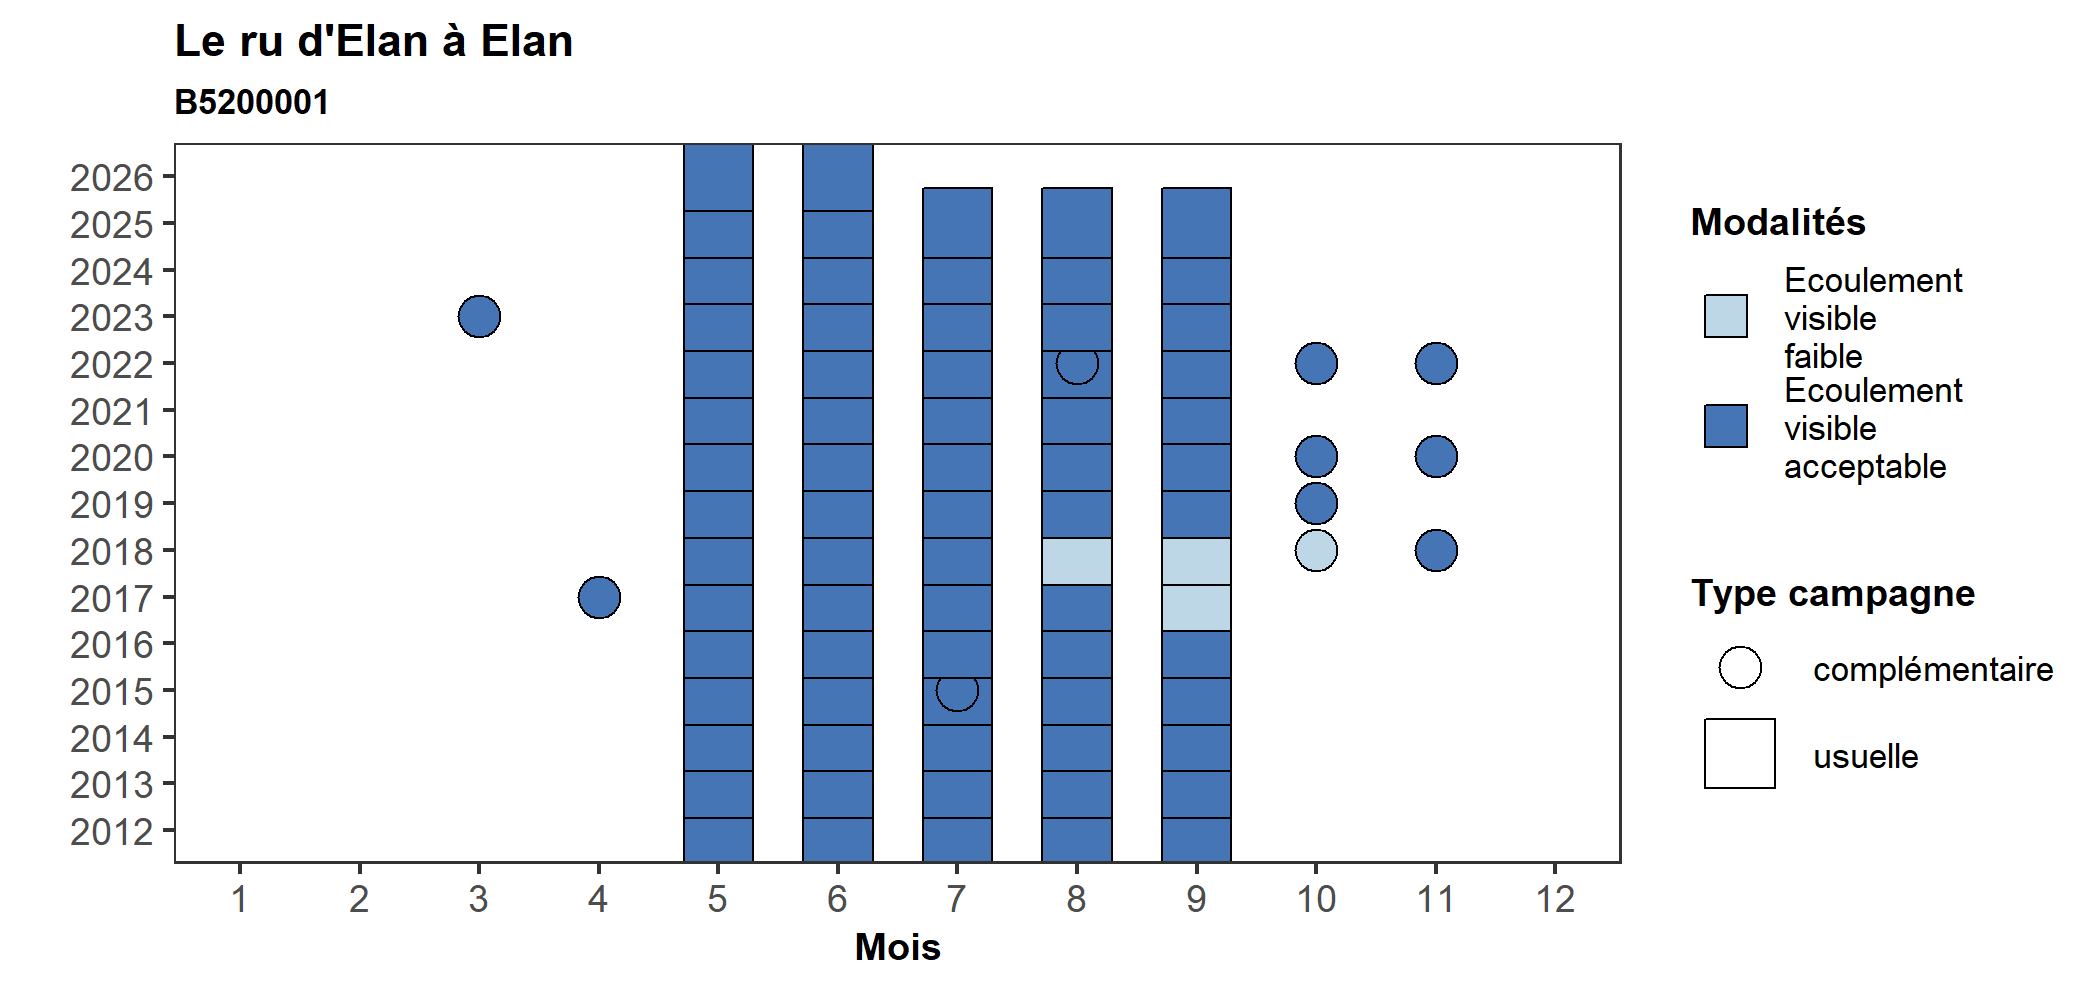 Le ru d'Elan à Elan
B5200001
2026
2025
2024
2023
2022
2021
2020
2019
2018
2017
2016
2015
2014
2013
2012
1 2 3 4 5 6 7 8 9 10 11 12
Mois
Modalités
Ecoulement
visible
faible
Ecoulement
visible
acceptable
Type campagne
complémentaire
usuelle